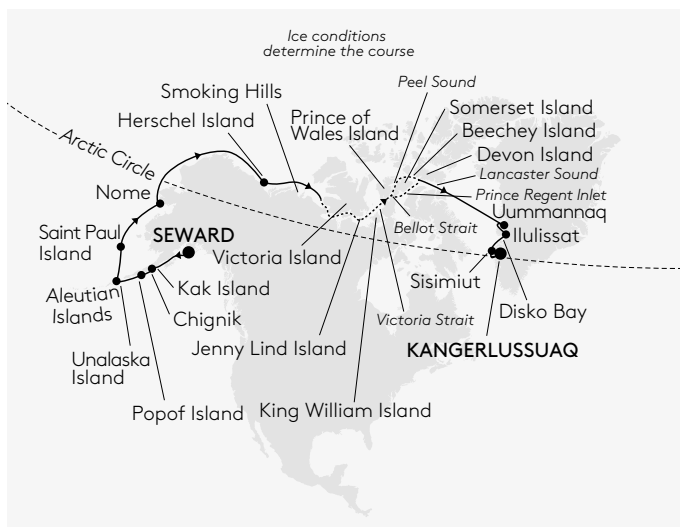 Ice conditions
determine the course
Peel Sound
Smoking Hills
Somerset Island
Prince of
Wales Island
Herschel Island
Beechey Island
Devon Island
Arctic Circle
Lancaster Sound
Nome
Prince Regent Inlet
Uummannaq
Saint Paul
Island
SEWARD
Bellot Strait
Ilulissat
Victoria Island
Sisimiut
Aleutian
Islands
Kak Island
Disko Bay
Chignik
Victoria Strait
Jenny Lind Island
KANGERLUSSUAQ
Unalaska
Island
Popof Island
King William Island